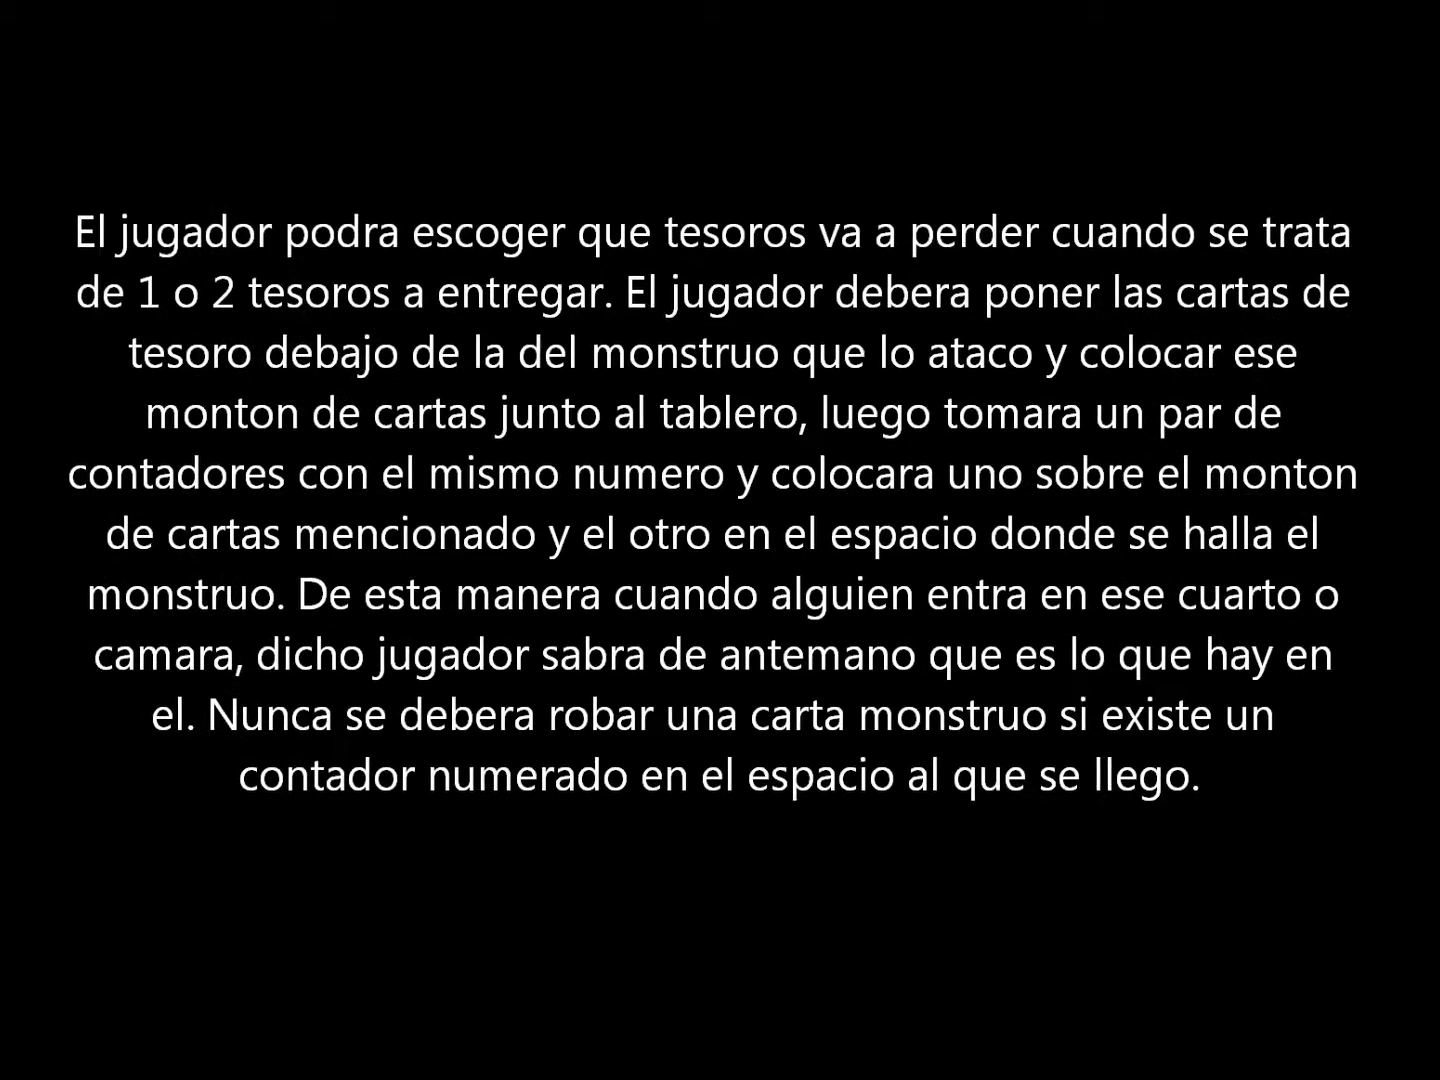 El jugador podra escoger que tesoros va a perder cuando se trata
de 1 o 2 tesoros a entregar. El jugador debera poner las cartas de
tesoro debajo de la del monstruo que lo ataco y colocar ese
monton de cartas junto al tablero, luego tomara un par de
contadores con el mismo numero y colocara uno sobre el monton
de cartas mencionado y el otro en el espacio donde se halla el
monstruo. De esta manera cuando alguien entra en ese cuarto o
camara, dicho jugador sabra de antemano que es lo que hay en
el. Nunca se debera robar una carta monstruo si existe un
contador numerado en el espacio al que se llego.